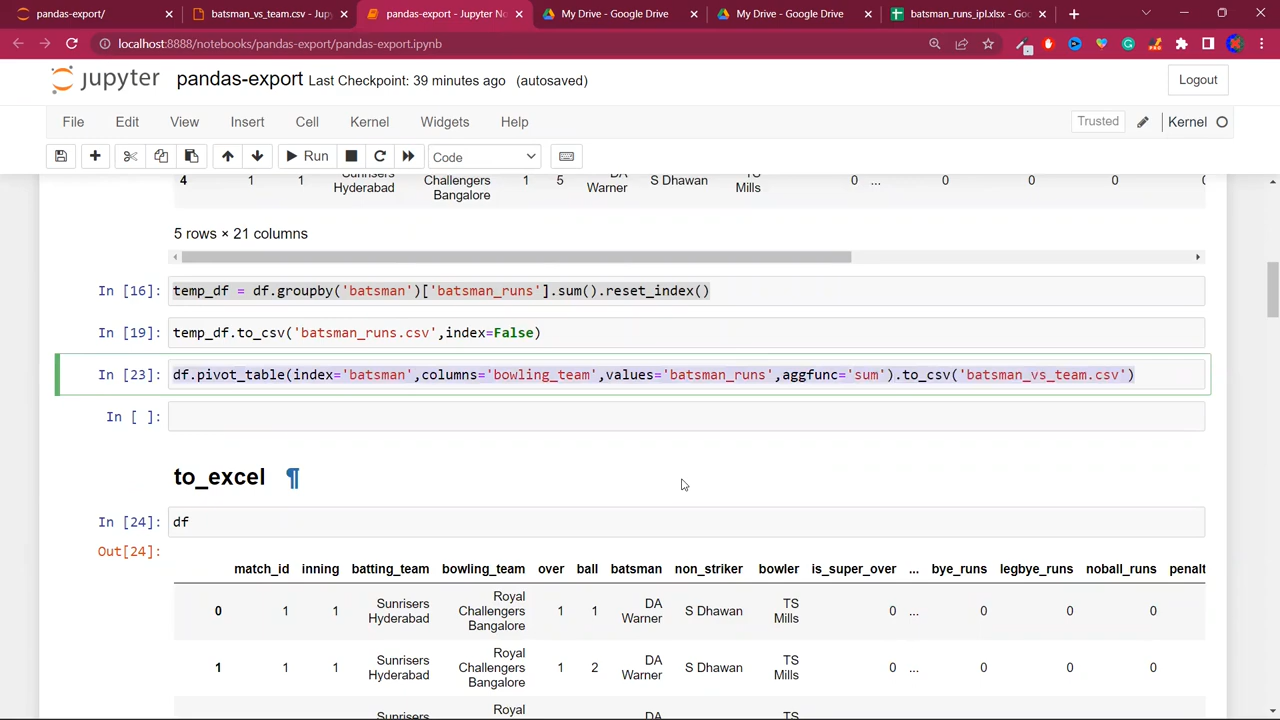 pandas-export/
batsman_vs_team.csv - Jupy
pandas-export - Jupyter No
My Drive - Google Drive
My Drive - Google Drive
batsman_runs_ipl.xlsx - Goo
localhost:8888/notebooks/pandas-export/pandas-export.ipynb
jupyter pandas-export Last Checkpoint: 39 minutes ago (autosaved)
Logout
File Edit View Insert Cell Kernel Widgets Help
Trusted Kernel
Run Code
4 1 1 Sunrisers Hyderabad Challengers Bangalore 1 5 DA Warner S Dhawan TS Mills 0 ... 0 0 0 0
5 rows × 21 columns
In [16]: temp_df = df.groupby('batsman')['batsman_runs'].sum().reset_index()
In [19]: temp_df.to_csv('batsman_runs.csv',index=False)
In [23]: df.pivot_table(index='batsman',columns='bowling_team',values='batsman_runs',aggfunc='sum').to_csv('batsman_vs_team.csv')
In [ ]:
to_excel ¶
In [24]: df
Out[24]:
match_id inning batting_team bowling_team over ball batsman non_striker bowler is_super_over ... bye_runs legbye_runs noball_runs penalt
0 1 1 Sunrisers Hyderabad Royal Challengers Bangalore 1 1 DA Warner S Dhawan TS Mills 0 ... 0 0 0
1 1 1 Sunrisers Hyderabad Royal Challengers Bangalore 1 2 DA Warner S Dhawan TS Mills 0 ... 0 0 0
Sunrisers Royal DA TS